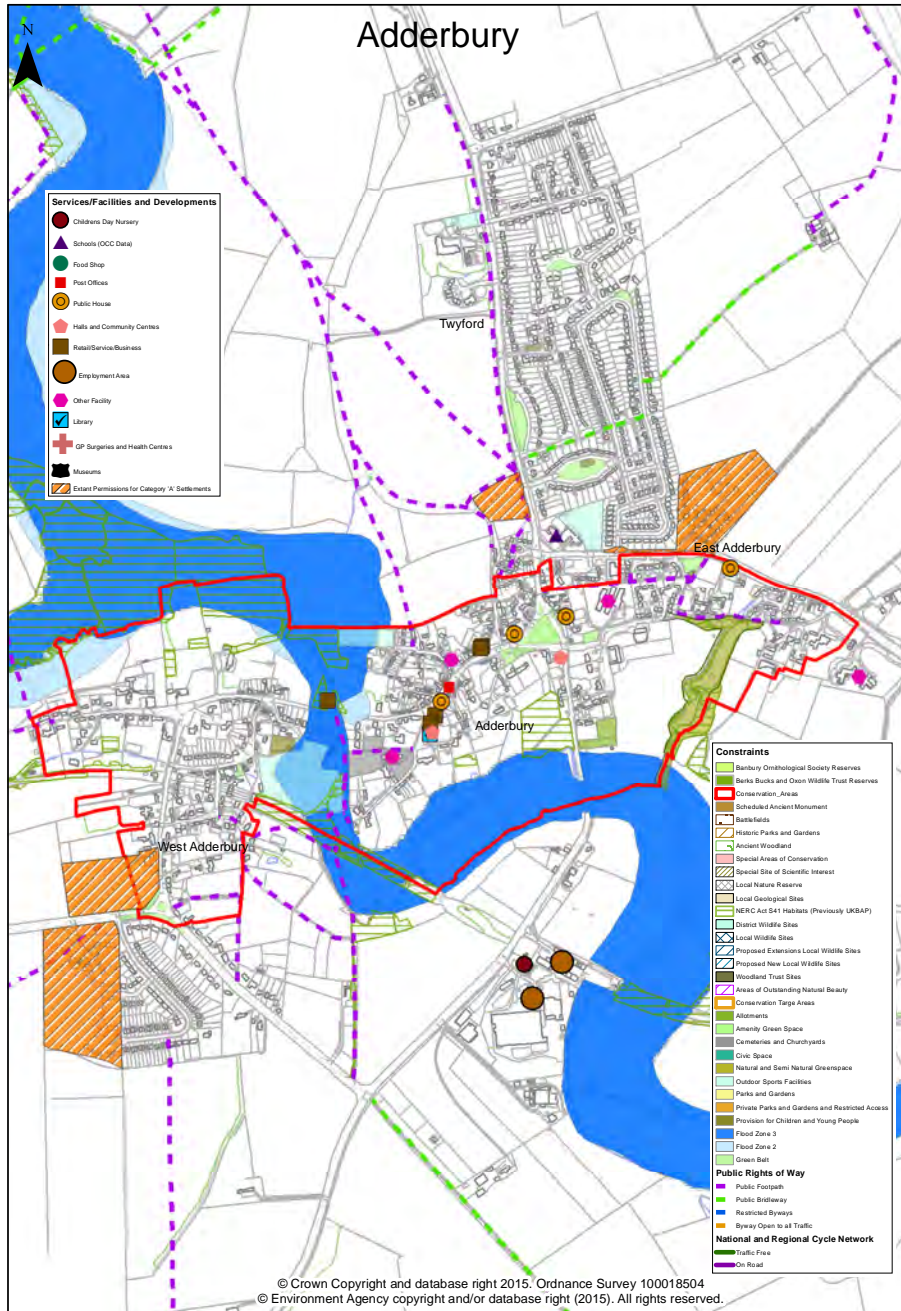 Adderbury
N
Services/Facilities and Developments
Childrens Day Nursery
Schools (OCC Data)
Food Shop
Post Offices
Public House
Halls and Community Centres
Retail/Service/Business
Employment Area
Other Facility
Library
GP Surgeries and Health Centres
Museums
Extant Permissions for Category 'A' Settlements
Twyford
East Adderbury
Adderbury
West Adderbury
Constraints
Banbury Ornithological Society Reserves
Berks Bucks and Oxon Wildlife Trust Reserves
Conservation_Areas
Scheduled Ancient Monument
Battlefields
Historic Parks and Gardens
Ancient Woodland
Special Areas of Conservation
Special Site of Scientific Interest
Local Nature Reserve
Local Geological Sites
NERC Act S41 Habitats (Previously UKBAP)
District Wildlife Sites
Local Wildlife Sites
Proposed Extensions Local Wildlife Sites
Proposed New Local Wildlife Sites
Woodland Trust Sites
Areas of Outstanding Natural Beauty
Conservation Targe Areas
Allotments
Amenity Green Space
Cemeteries and Churchyards
Civic Space
Natural and Semi Natural Greenspace
Outdoor Sports Facilities
Parks and Gardens
Private Parks and Gardens and Restricted Access
Provision for Children and Young People
Flood Zone 3
Flood Zone 2
Green Belt
Public Rights of Way
Public Footpath
Public Bridleway
Restricted Byways
Byway Open to all Traffic
National and Regional Cycle Network
Traffic Free
On Road
© Crown Copyright and database right 2015. Ordnance Survey 100018504
© Environment Agency copyright and/or database right (2015). All rights reserved.